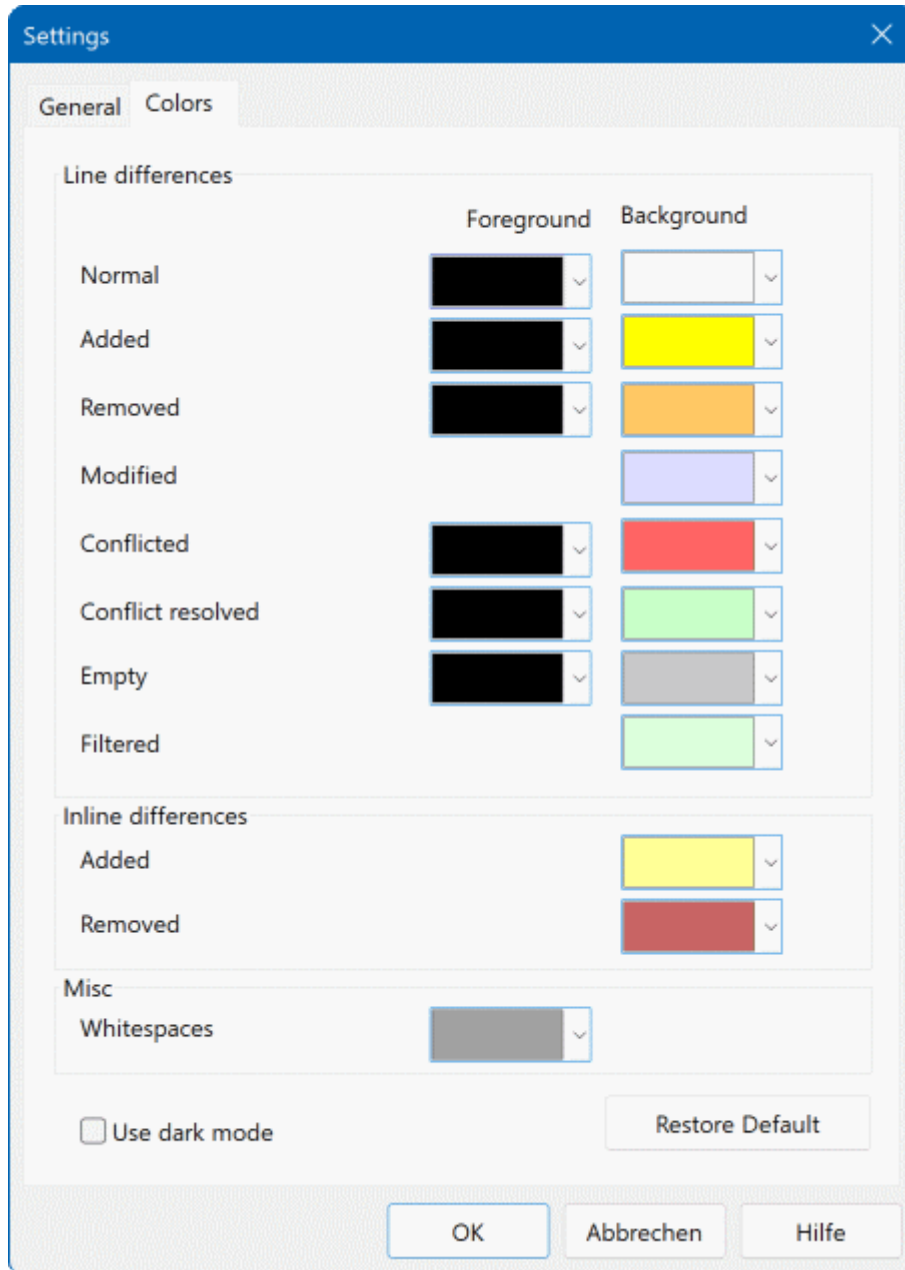 Settings
General Colors
Line differences
Foreground Background
Normal
Added
Removed
Modified
Conflicted
Conflict resolved
Empty
Filtered
Inline differences
Added
Removed
Misc
Whitespaces
Use dark mode Restore Default
OK Abbrechen Hilfe